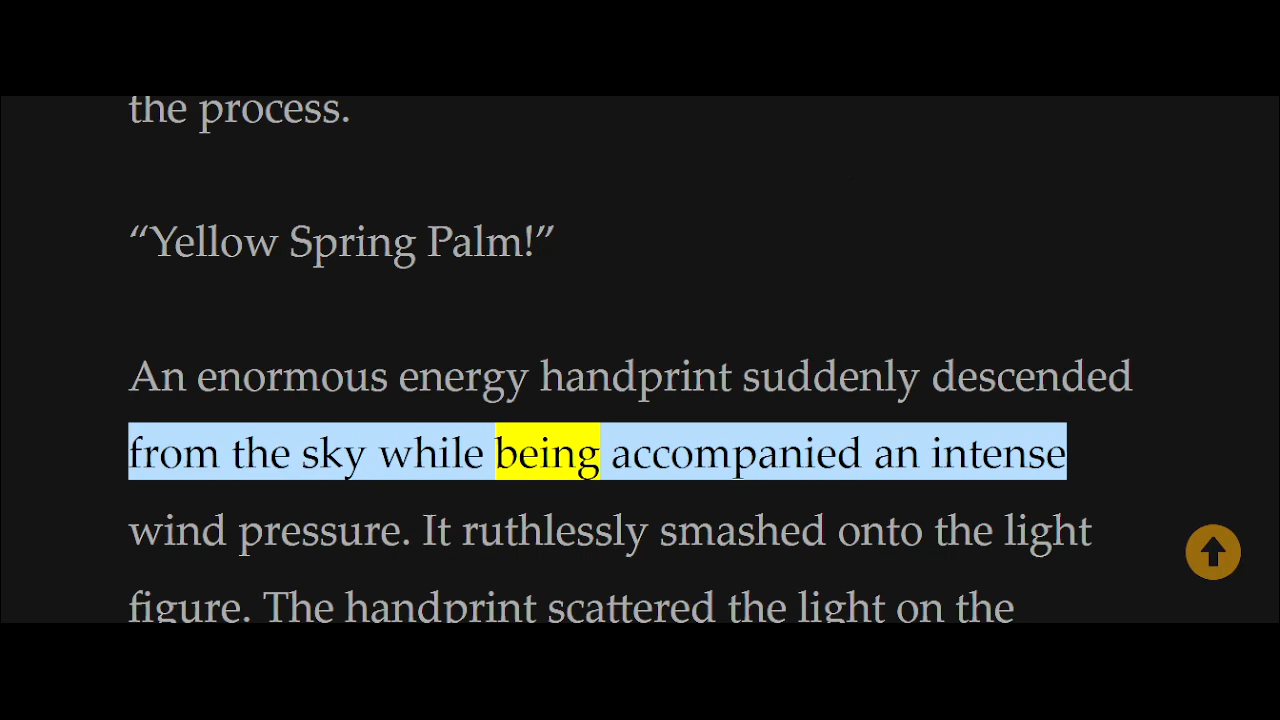 the process.
“Yellow Spring Palm!”
An enormous energy handprint suddenly descended
from the sky while being accompanied an intense
wind pressure. It ruthlessly smashed onto the light
figure. The handprint scattered the light on the